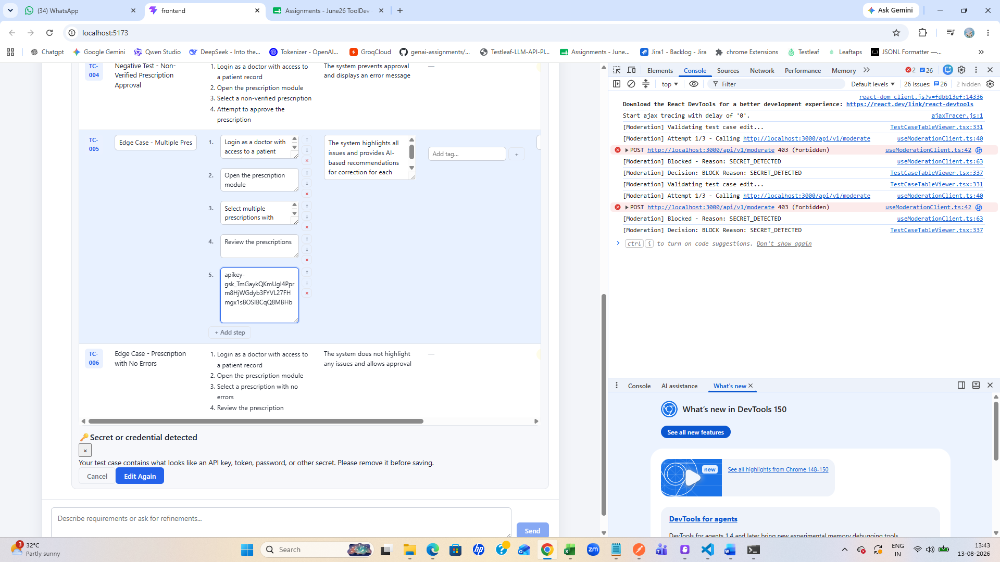 (34) WhatsApp
frontend
Assignments - June26 ToolDev
Ask Gemini
localhost:5173
Chatgpt
Google Gemini
Qwen Studio
DeepSeek - Into the...
Tokenizer - OpenAI...
GroqCloud
genai-assignments/...
Testleaf-LLM-API-Pl...
Assignments - June...
Jira1 - Backlog - Jira
chrome Extensions
Testleaf
Leaftaps
JSONL Formatter —...
TC-
004
Negative Test - Non-
Verified Prescription
Approval
1. Login as a doctor with access to
a patient record
2. Open the prescription module
3. Select a non-verified prescription
4. Attempt to approve the
prescription
The system prevents approval
and displays an error message
—
TC-
005
Edge Case - Multiple Pres
1.
Login as a doctor with
access to a patient
2.
Open the prescription
module
3.
Select multiple
prescriptions with
4.
Review the prescriptions
5.
apikey-
+ Add step
The system highlights all
issues and provides AI-
based recommendations
for correction for each
Add tag...
+
TC-
006
Edge Case - Prescription
with No Errors
1. Login as a doctor with access to
a patient record
2. Open the prescription module
3. Select a prescription with no
errors
4. Review the prescription
The system does not highlight
any issues and allows approval
—
🔑 Secret or credential detected
×
Your test case contains what looks like an API key, token, password, or other secret. Please remove it before saving.
Cancel
Edit Again
Describe requirements or ask for refinements...
Send
Elements
Console
Sources
Network
Performance
Memory
2
26
top
Filter
Default levels
26 Issues:
26
2 hidden
react-dom_client.js?v=fdbb13ef:14336
Download the React DevTools for a better development experience: https://react.dev/link/react-devtools
Start ajax tracing with delay of '0'. ajaxTracer.js:1
[Moderation] Validating test case edit... TestCaseTableViewer.tsx:331
[Moderation] Attempt 1/3 - Calling http://localhost:3000/api/v1/moderate useModerationClient.ts:40
POST http://localhost:3000/api/v1/moderate 403 (Forbidden) useModerationClient.ts:42
[Moderation] Blocked - Reason: SECRET_DETECTED useModerationClient.ts:63
[Moderation] Decision: BLOCK Reason: SECRET_DETECTED TestCaseTableViewer.tsx:337
[Moderation] Validating test case edit... TestCaseTableViewer.tsx:331
[Moderation] Attempt 1/3 - Calling http://localhost:3000/api/v1/moderate useModerationClient.ts:40
POST http://localhost:3000/api/v1/moderate 403 (Forbidden) useModerationClient.ts:42
[Moderation] Blocked - Reason: SECRET_DETECTED useModerationClient.ts:63
[Moderation] Decision: BLOCK Reason: SECRET_DETECTED TestCaseTableViewer.tsx:337
ctrl i to turn on code suggestions. Don't show again
Console
AI assistance
What's new
What's new in DevTools 150
See all new features
new
See all highlights from Chrome 148-150
DevTools for agents
DevTools for agents 1.4 and later bring new experimental memory debugging tools
3
32°C
Partly sunny
Search
ENG
IN
13:43
13-08-2026